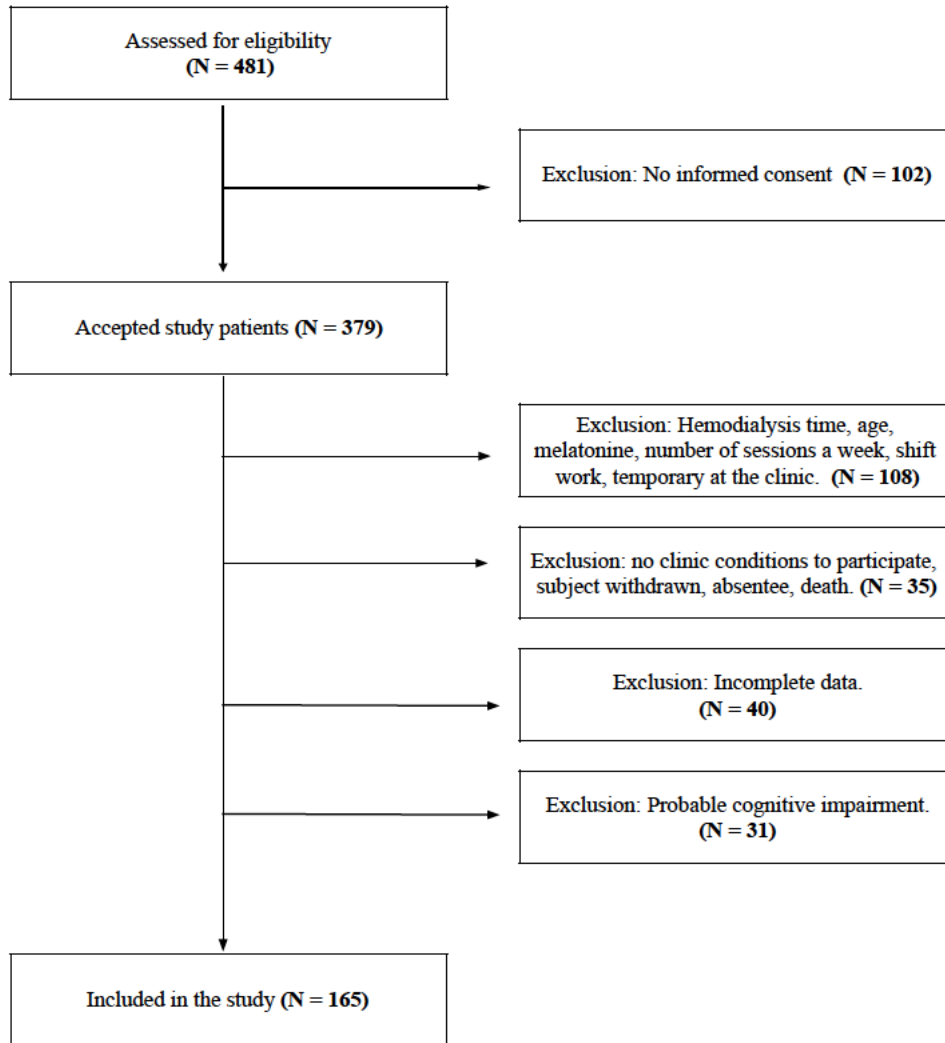 Assessed for eligibility
(N = 481)
Exclusion: No informed consent (N = 102)
Accepted study patients (N = 379)
Exclusion: Hemodialysis time, age,
melatonine, number of sessions a week, shift
work, temporary at the clinic. (N = 108)
Exclusion: no clinic conditions to participate,
subject withdrawn, absentee, death. (N = 35)
Exclusion: Incomplete data.
(N = 40)
Exclusion: Probable cognitive impairment.
(N = 31)
Included in the study (N = 165)